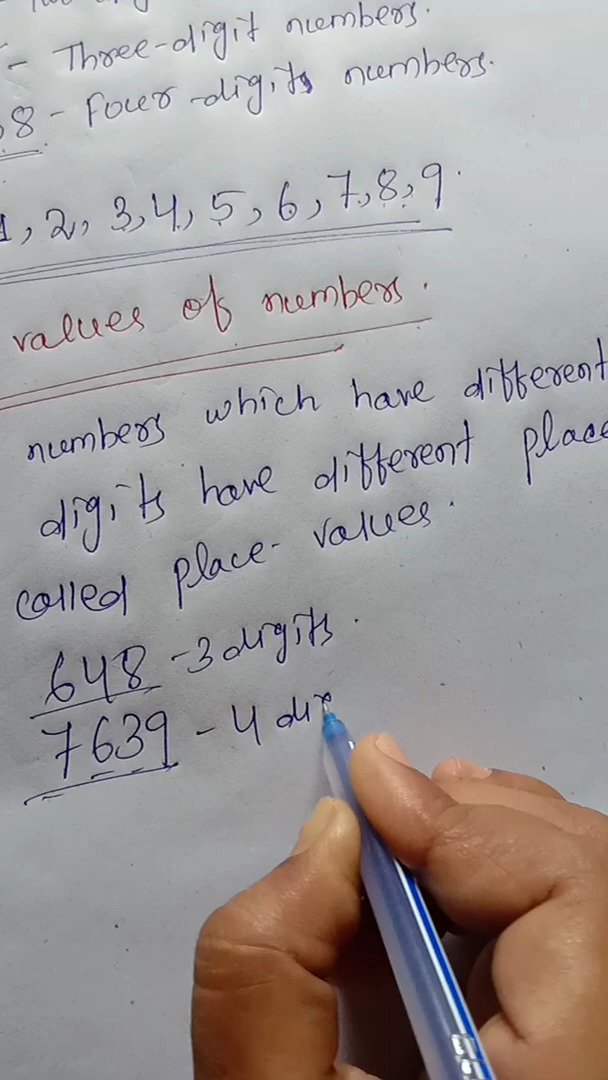 - Three-digit numbers.
8 - Four-digits numbers.
1, 2, 3, 4, 5, 6, 7, 8, 9.
values of numbers.
numbers which have different
digits have different place
called place- values.
648 - 3 digits.
7639 - 4 di